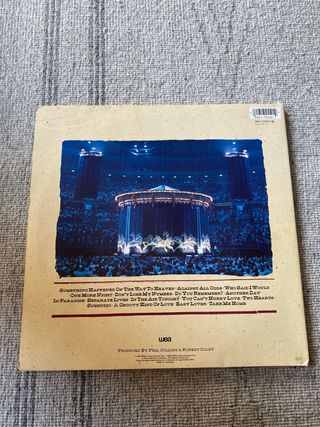 Something Happened On The Way To Heaven·Against All Odds·Who Said I Would
One More Night·Don't Lose My Number·Do You Remember?·Another Day
In Paradise·Separate Lives·In The Air Tonight·You Can't Hurry Love·Two Hearts
Sussudio·A Groovy Kind Of Love·Easy Lover·Take Me Home
wea
Produced By Phil Collins & Robert Colby